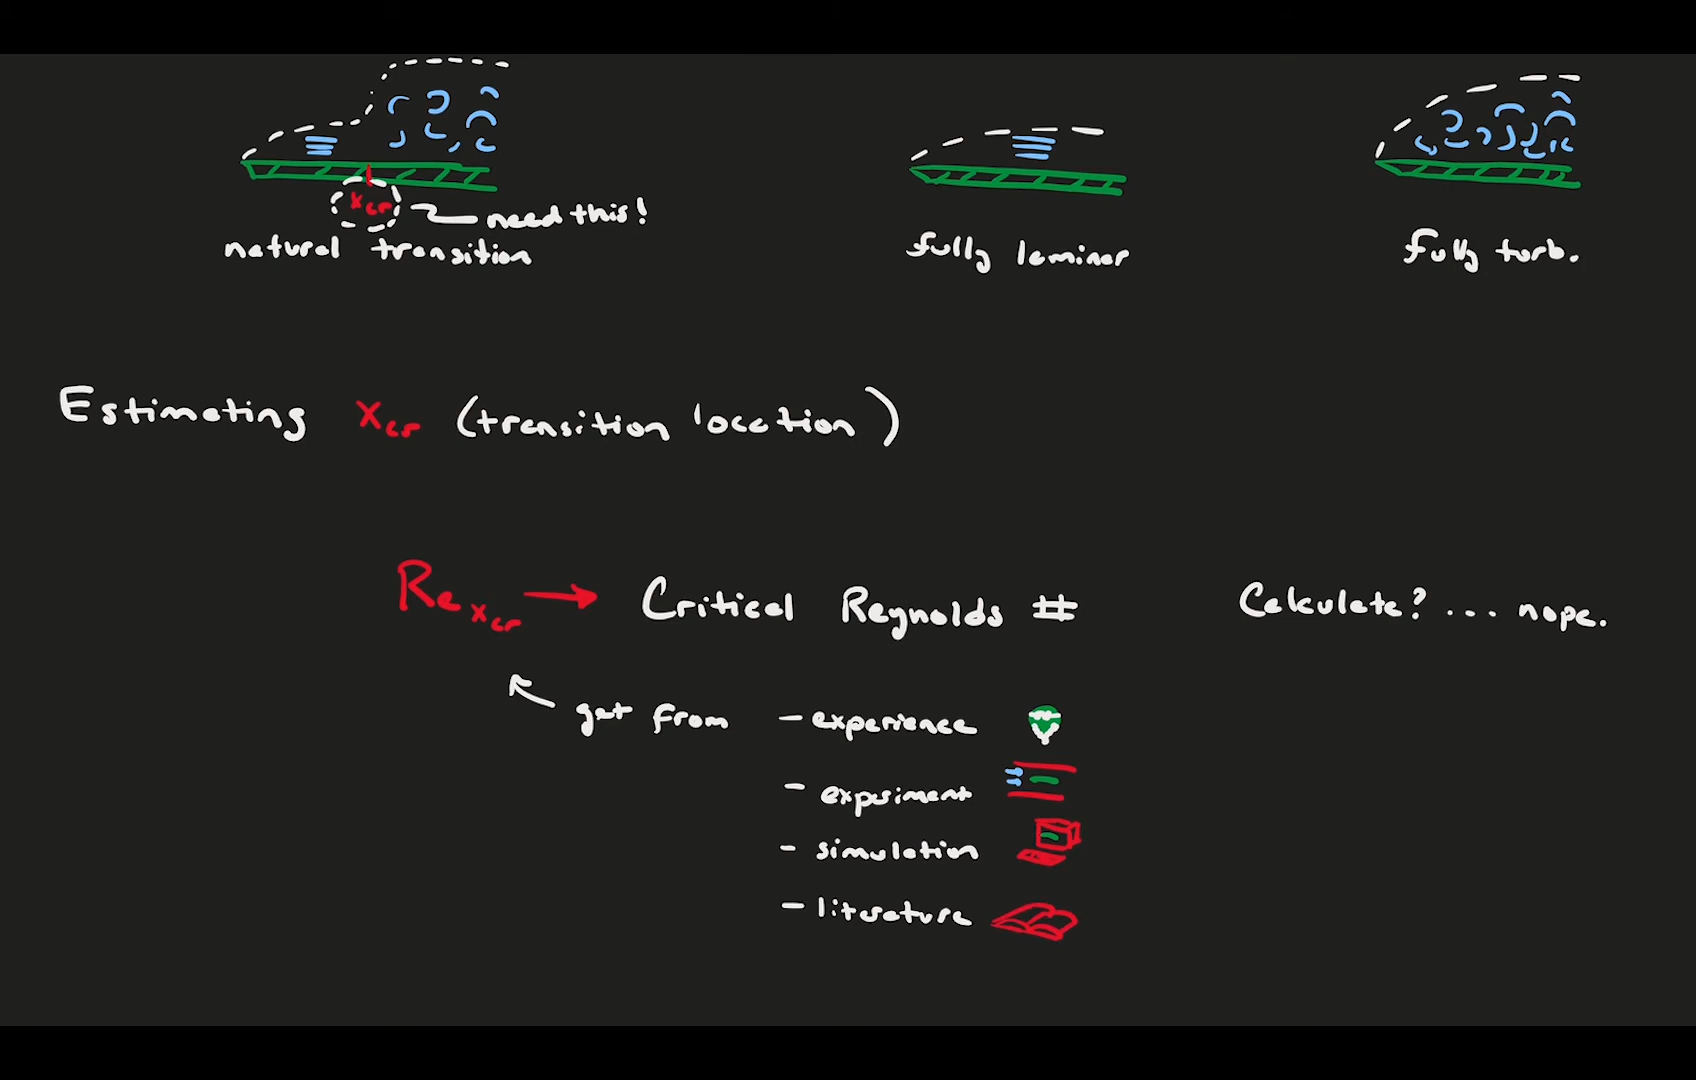 xcr
need this!
natural transition
fully laminar
fully turb.
Estimating xcr (transition location)
Rexcr → Critical Reynolds #
Calculate? ... nope.
get from
- experience
- experiment
- simulation
- literature